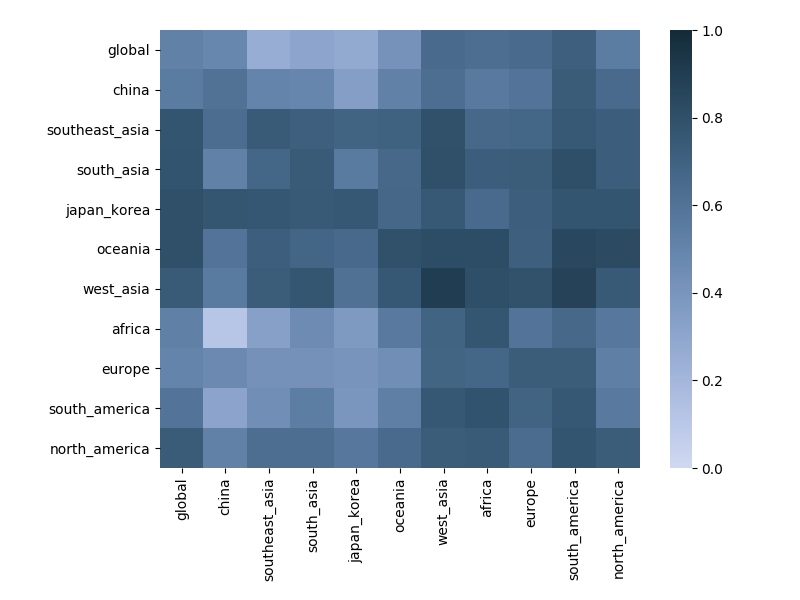 global
china
southeast_asia
south_asia
japan_korea
oceania
west_asia
africa
europe
south_america
north_america
global
china
southeast_asia
south_asia
japan_korea
oceania
west_asia
africa
europe
south_america
north_america
1.0
0.8
0.6
0.4
0.2
0.0